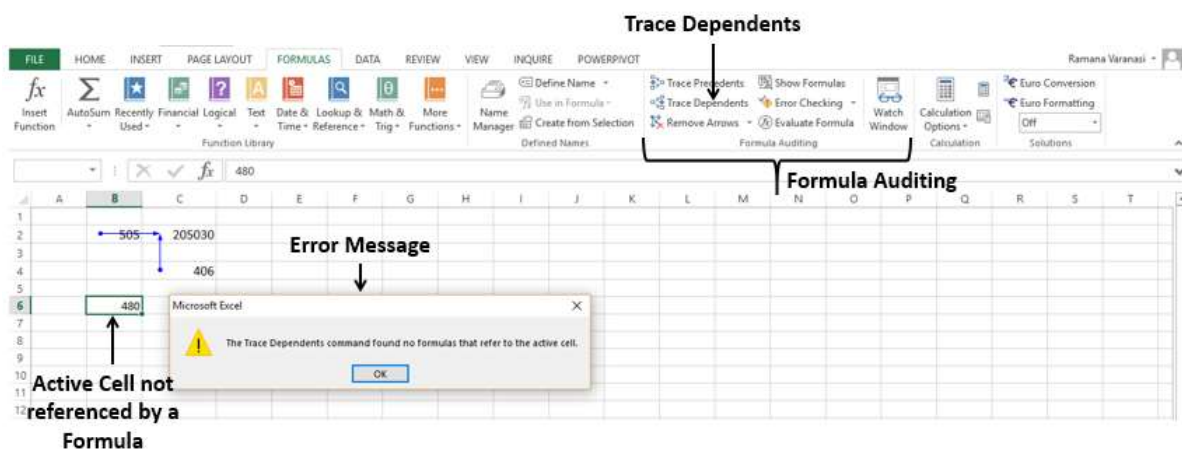 Trace Dependents
FILE HOME INSERT PAGE LAYOUT FORMULAS DATA REVIEW VIEW INQUIRE POWERPIVOT Ramana Varanasi
fx Insert Function
AutoSum
Recently Used
Financial
Logical
Text
Date & Time
Lookup & Reference
Math & Trig
More Functions
Function Library
Name Manager
Define Name
Use in Formula
Create from Selection
Defined Names
Trace Precedents
Trace Dependents
Remove Arrows
Show Formulas
Error Checking
Evaluate Formula
Watch Window
Formula Auditing
Calculation Options
Calculation
Euro Conversion
Euro Formatting
Off
Solutions
fx 480
Formula Auditing
A B C D E F G H I J K L M N O P Q R S T
1
2 505 205030
3
4 406
5
6 480
7
8
9
10
11
12
Error Message
Microsoft Excel
The Trace Dependents command found no formulas that refer to the active cell.
OK
Active Cell not
referenced by a
Formula